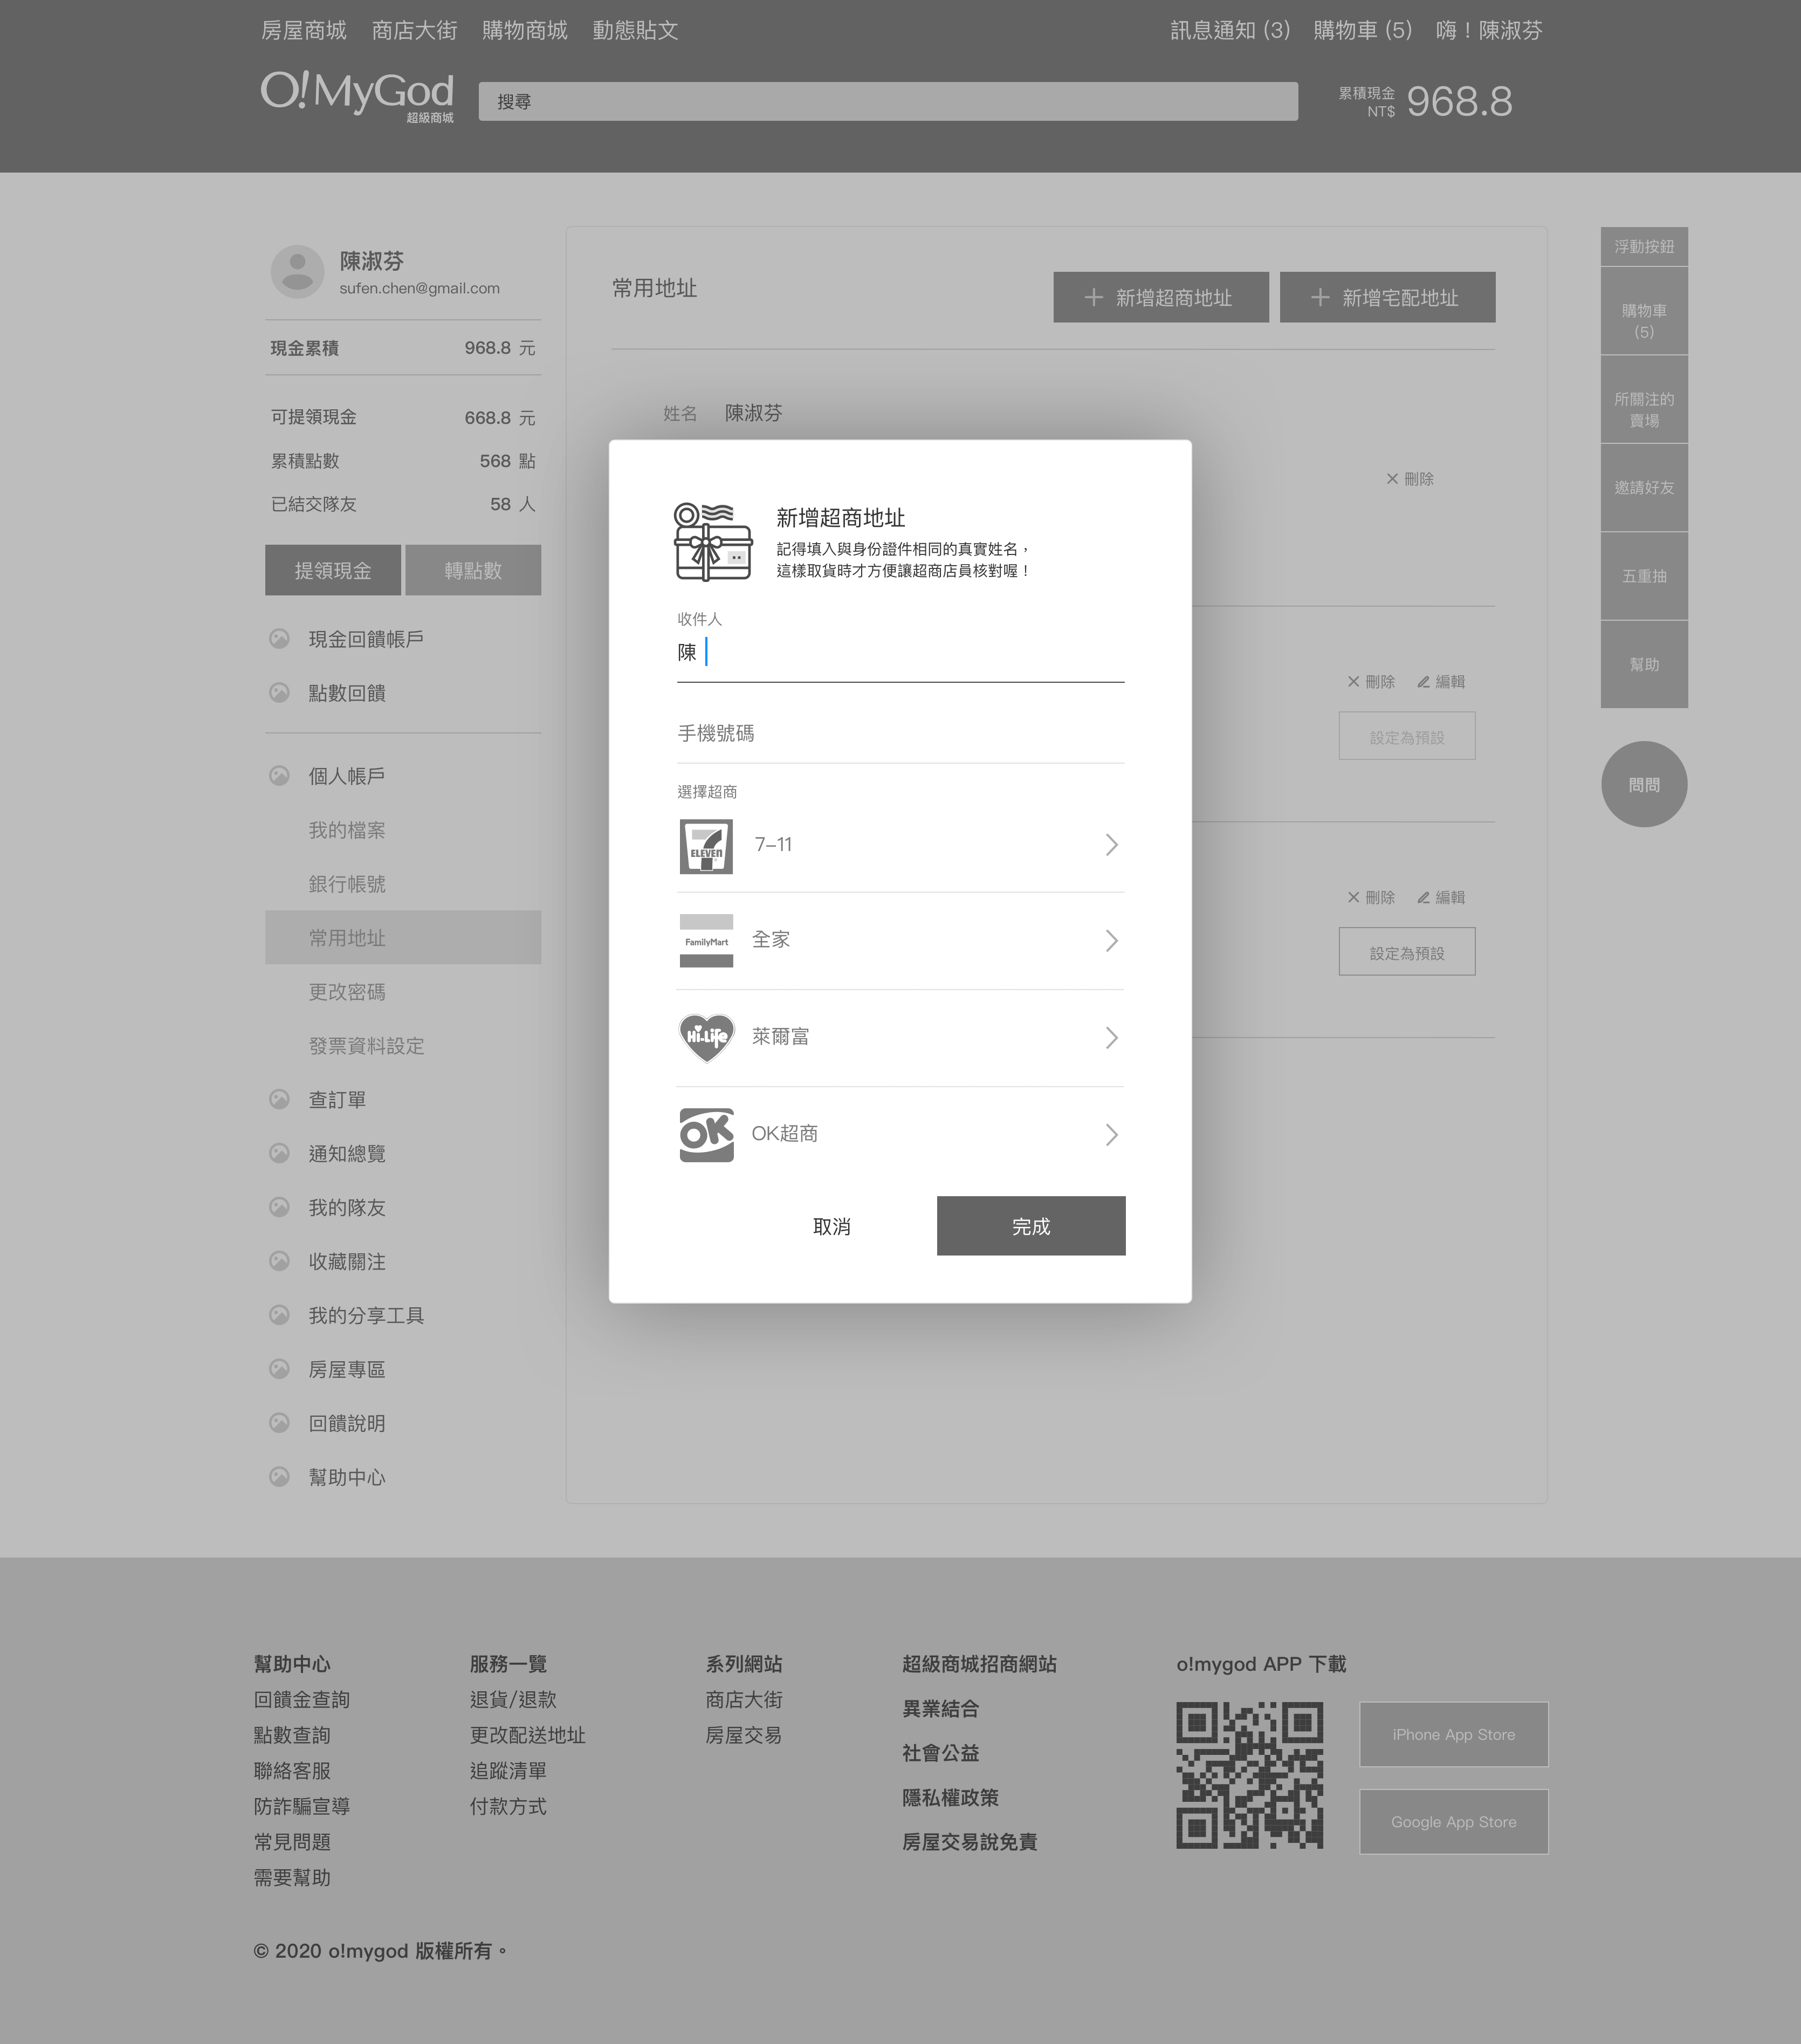 房屋商城 商店大街 購物商城 動態貼文 訊息通知 (3) 購物車 (5) 嗨！陳淑芬
O!MyGod
超級商城
搜尋
累積現金
NT$
968.8
陳淑芬
sufen.chen@gmail.com
現金累積 968.8 元
可提領現金 668.8 元
累積點數 568 點
已結交隊友 58 人
提領現金 轉點數
現金回饋帳戶
點數回饋
個人帳戶
我的檔案
銀行帳號
常用地址
更改密碼
發票資料設定
查訂單
通知總覽
我的隊友
收藏關注
我的分享工具
房屋專區
回饋說明
幫助中心
常用地址
新增超商地址 新增宅配地址
姓名 陳淑芬
刪除
刪除 編輯
設定為預設
刪除 編輯
設定為預設
新增超商地址
記得填入與身份證件相同的真實姓名，
這樣取貨時才方便讓超商店員核對喔！
收件人
陳
手機號碼
選擇超商
ELEVEN
7-11
FamilyMart
全家
Hi-Life
萊爾富
OK
OK超商
取消 完成
浮動按鈕
購物車
(5)
所關注的
賣場
邀請好友
五重抽
幫助
問問
幫助中心
回饋金查詢
點數查詢
聯絡客服
防詐騙宣導
常見問題
需要幫助
服務一覽
退貨/退款
更改配送地址
追蹤清單
付款方式
系列網站
商店大街
房屋交易
超級商城招商網站
異業結合
社會公益
隱私權政策
房屋交易說免責
o!mygod APP 下載
iPhone App Store
Google App Store
© 2020 o!mygod 版權所有。